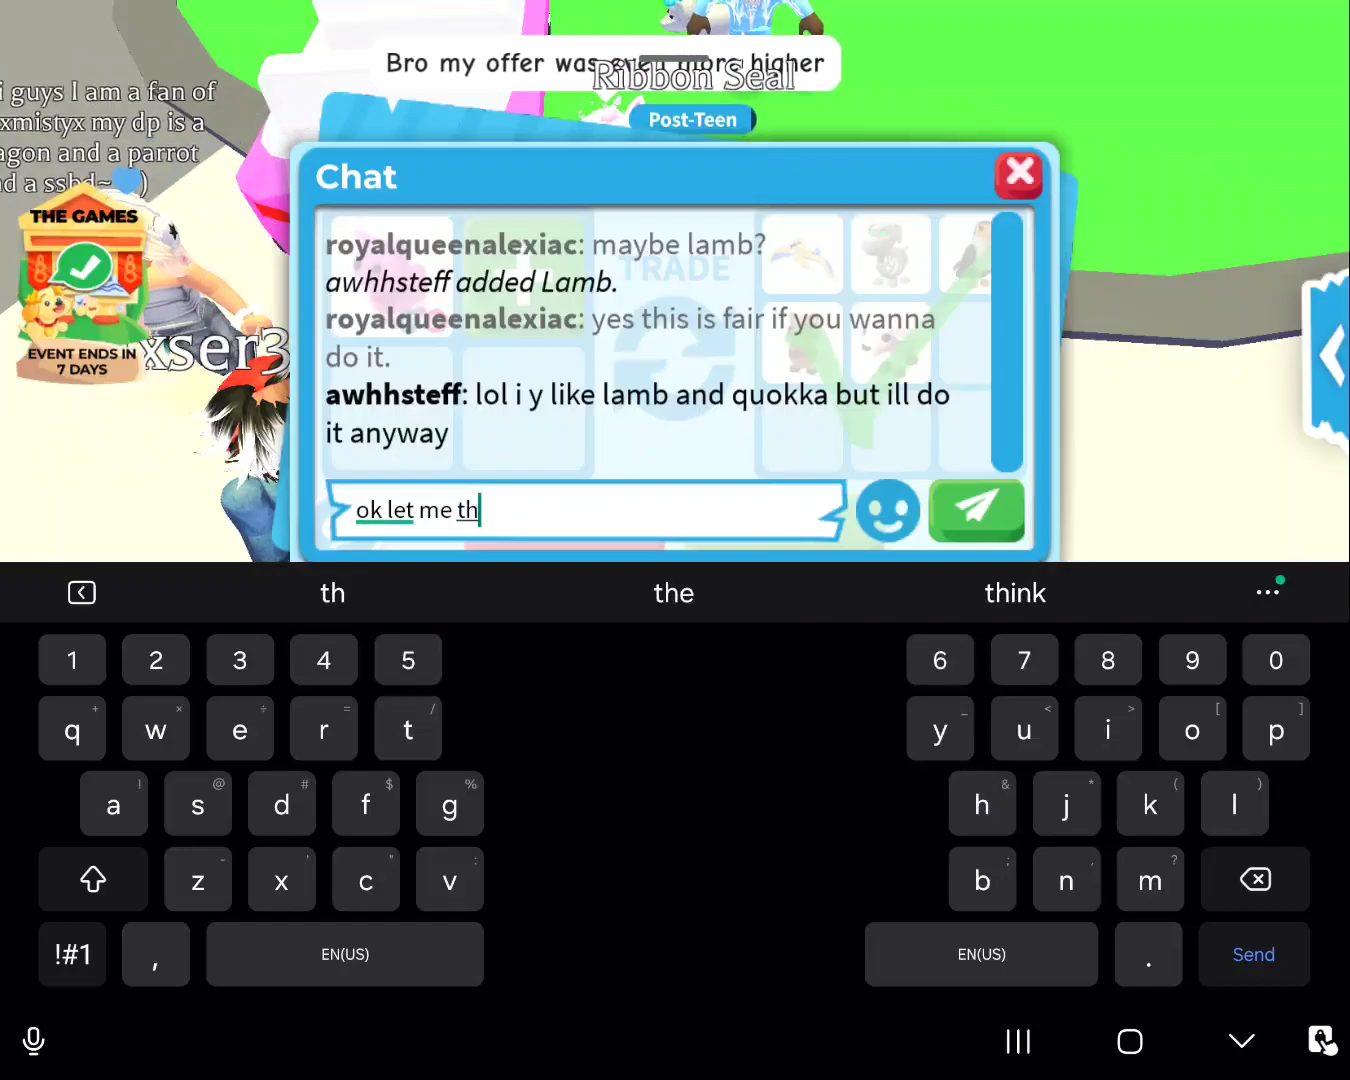 Bro my offer was even more higher
Ribbon Seal
Post-Teen
i guys I am a fan of
xmistyx my dp is a
agon and a parrot
d a ssbd~💙)
THE GAMES
EVENT ENDS IN
7 DAYS
xser3
Chat
TRADE
royalqueenalexiac: maybe lamb?
awhhsteff added Lamb.
royalqueenalexiac: yes this is fair if you wanna
do it.
awhhsteff: lol i y like lamb and quokka but ill do
it anyway
ok let me th
th the think
1 2 3 4 5 6 7 8 9 0
q w e r t y u i o p
a s d f g h j k l
z x c v b n m
!#1 , EN(US) EN(US) . Send